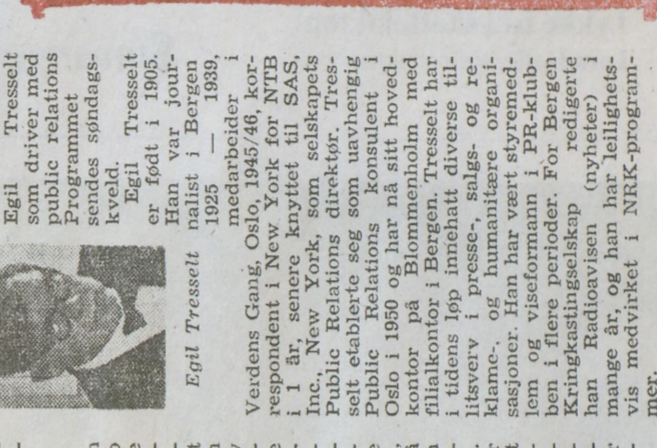 Egil Tresselt
som driver med
public relations
Programmet
sendes søndags-
kveld.
Egil Tresselt
er født i 1905.
Han var jour-
nalist i Bergen
1925 — 1939,
medarbeider i
Egil Tresselt
Verdens Gang, Oslo, 1945/46, kor-
respondent i New York for NTB
i 1 år, senere knyttet til SAS,
Inc., New York, som selskapets
Public Relations direktør. Tres-
selt etablerte seg som uavhengig
Public Relations konsulent i
Oslo i 1950 og har nå sitt hoved-
kontor på Blommenholm med
filialkontor i Bergen. Tresselt har
i tidens løp innehatt diverse til-
litsverv i presse-, salgs- og re-
klame-, og humanitære organi-
sasjoner. Han har vært styremed-
lem og viseformann i PR-klub-
ben i flere perioder. For Bergen
Kringkastingselskap redigerte
han Radioavisen (nyheter) i
mange år, og han har leilighets-
vis medvirket i NRK-program-
mer.